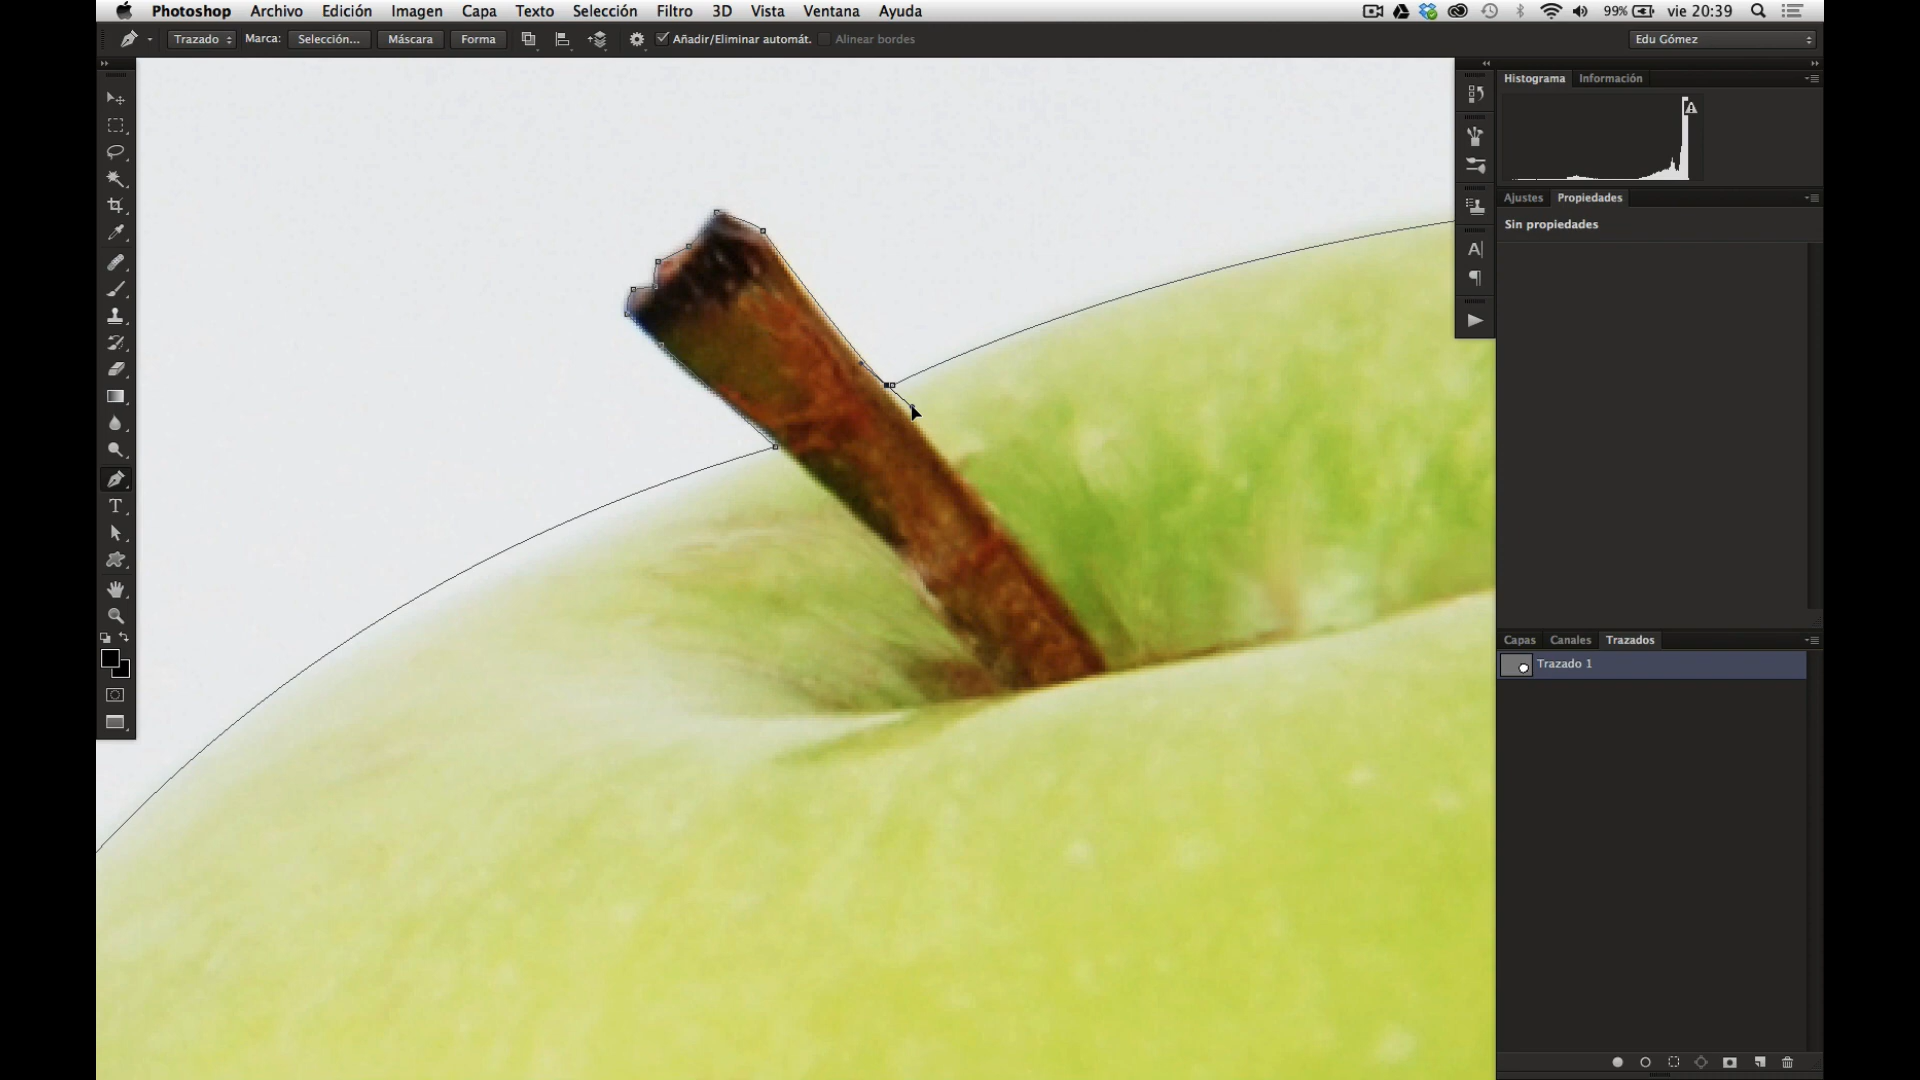 Photoshop Archivo Edición Imagen Capa Texto Selección Filtro 3D Vista Ventana Ayuda 99% vie 20:39
Trazado Marca: Selección... Máscara Forma Añadir/Eliminar automát. Alinear bordes Edu Gómez
Histograma Información
Ajustes Propiedades
Sin propiedades
Capas Canales Trazados
Trazado 1